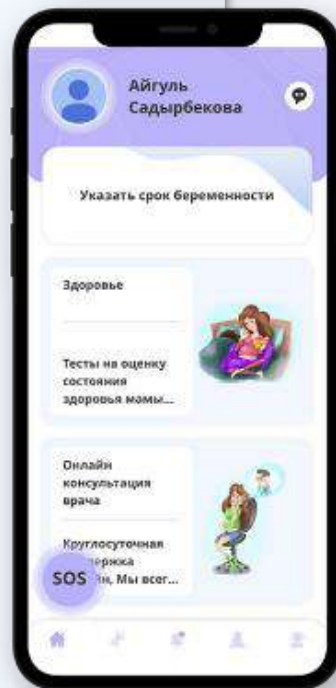 Айгуль
Садырбекова
Указать срок беременности
Здоровье
Тесты на оценку
состояния
здоровья мамы...
Онлайн
консультация
врача
Круглосуточная
Мы всег...
SOS